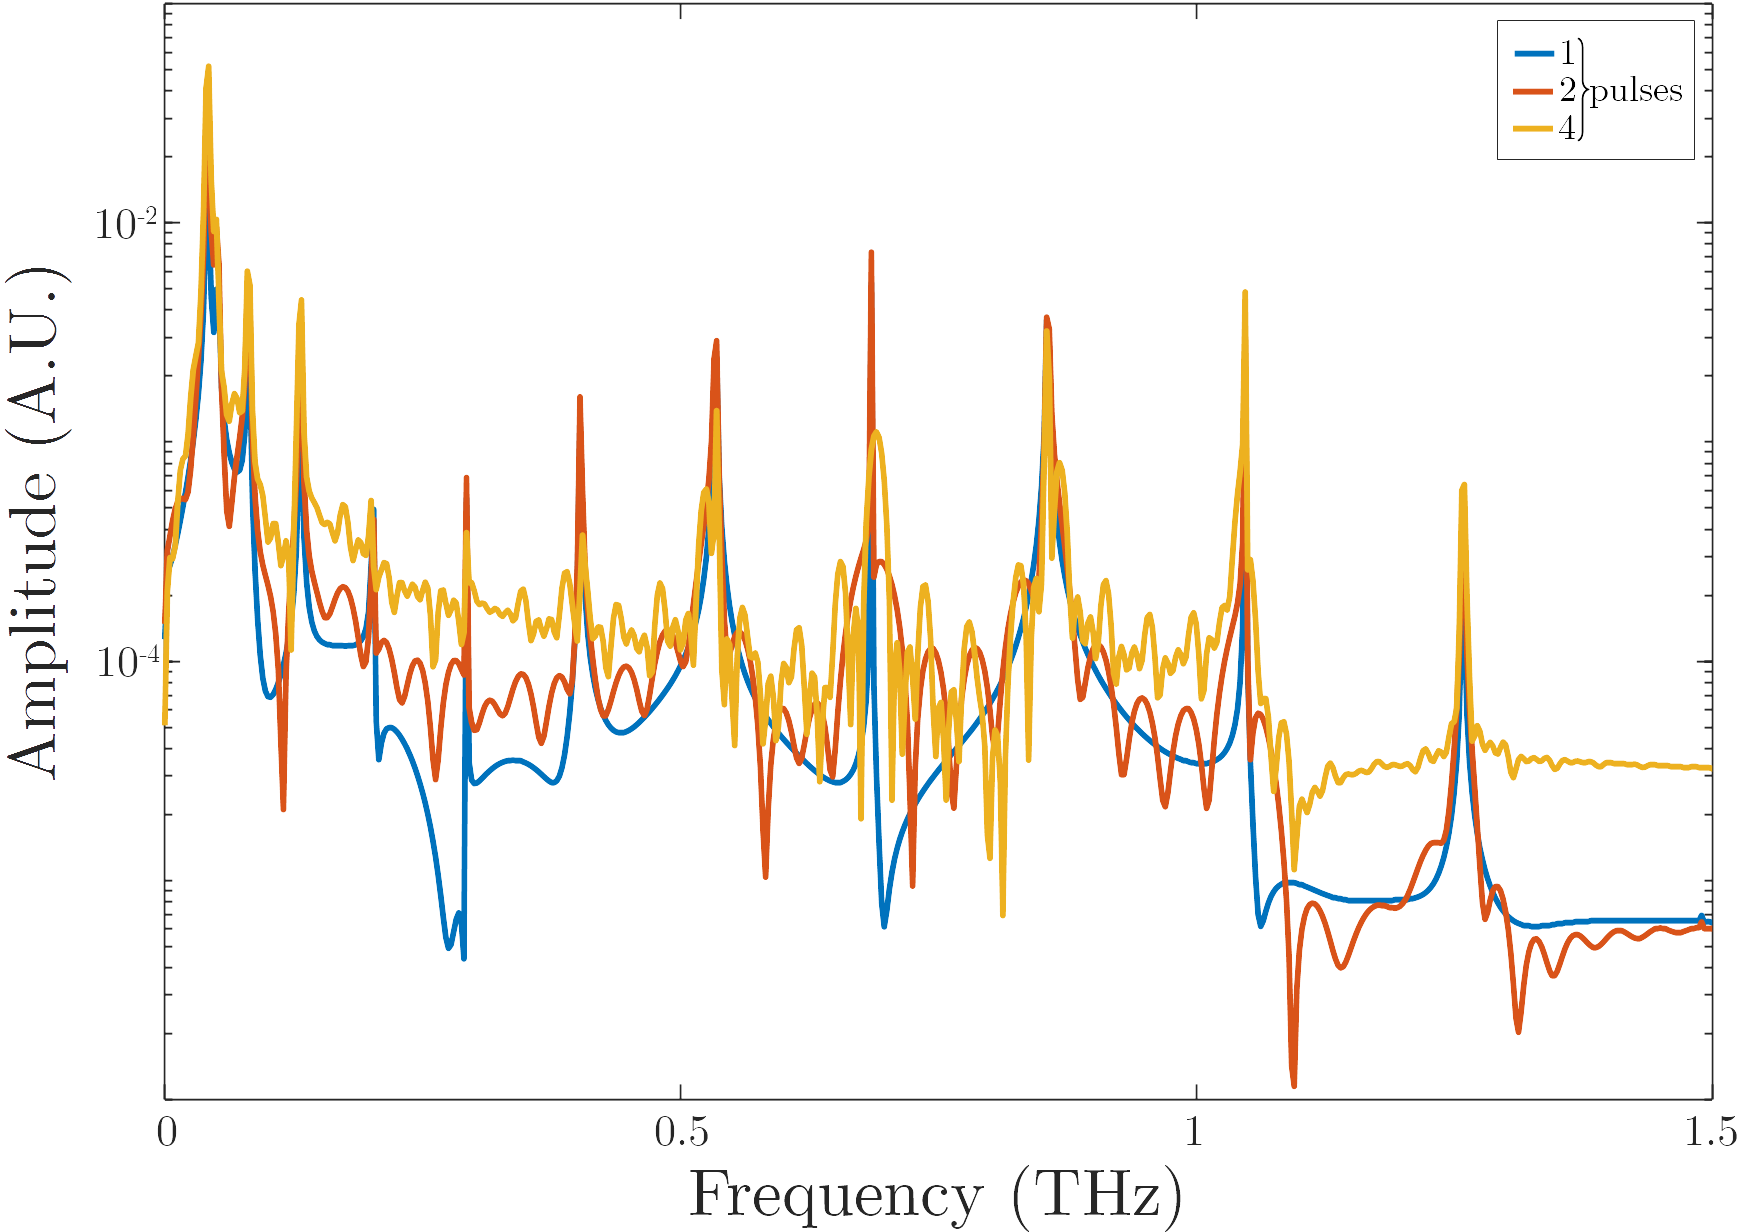 1
2 pulses
4
10-2
10-4
Amplitude (A.U.)
0 0.5 1 1.5
Frequency (THz)